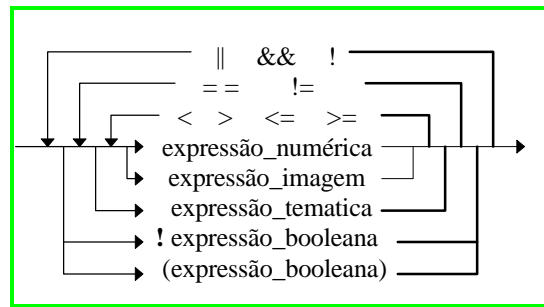 || && !
= = !=
< > <= >=
expressão_numérica
expressão_imagem
expressão_tematica
! expressão_booleana
(expressão_booleana)